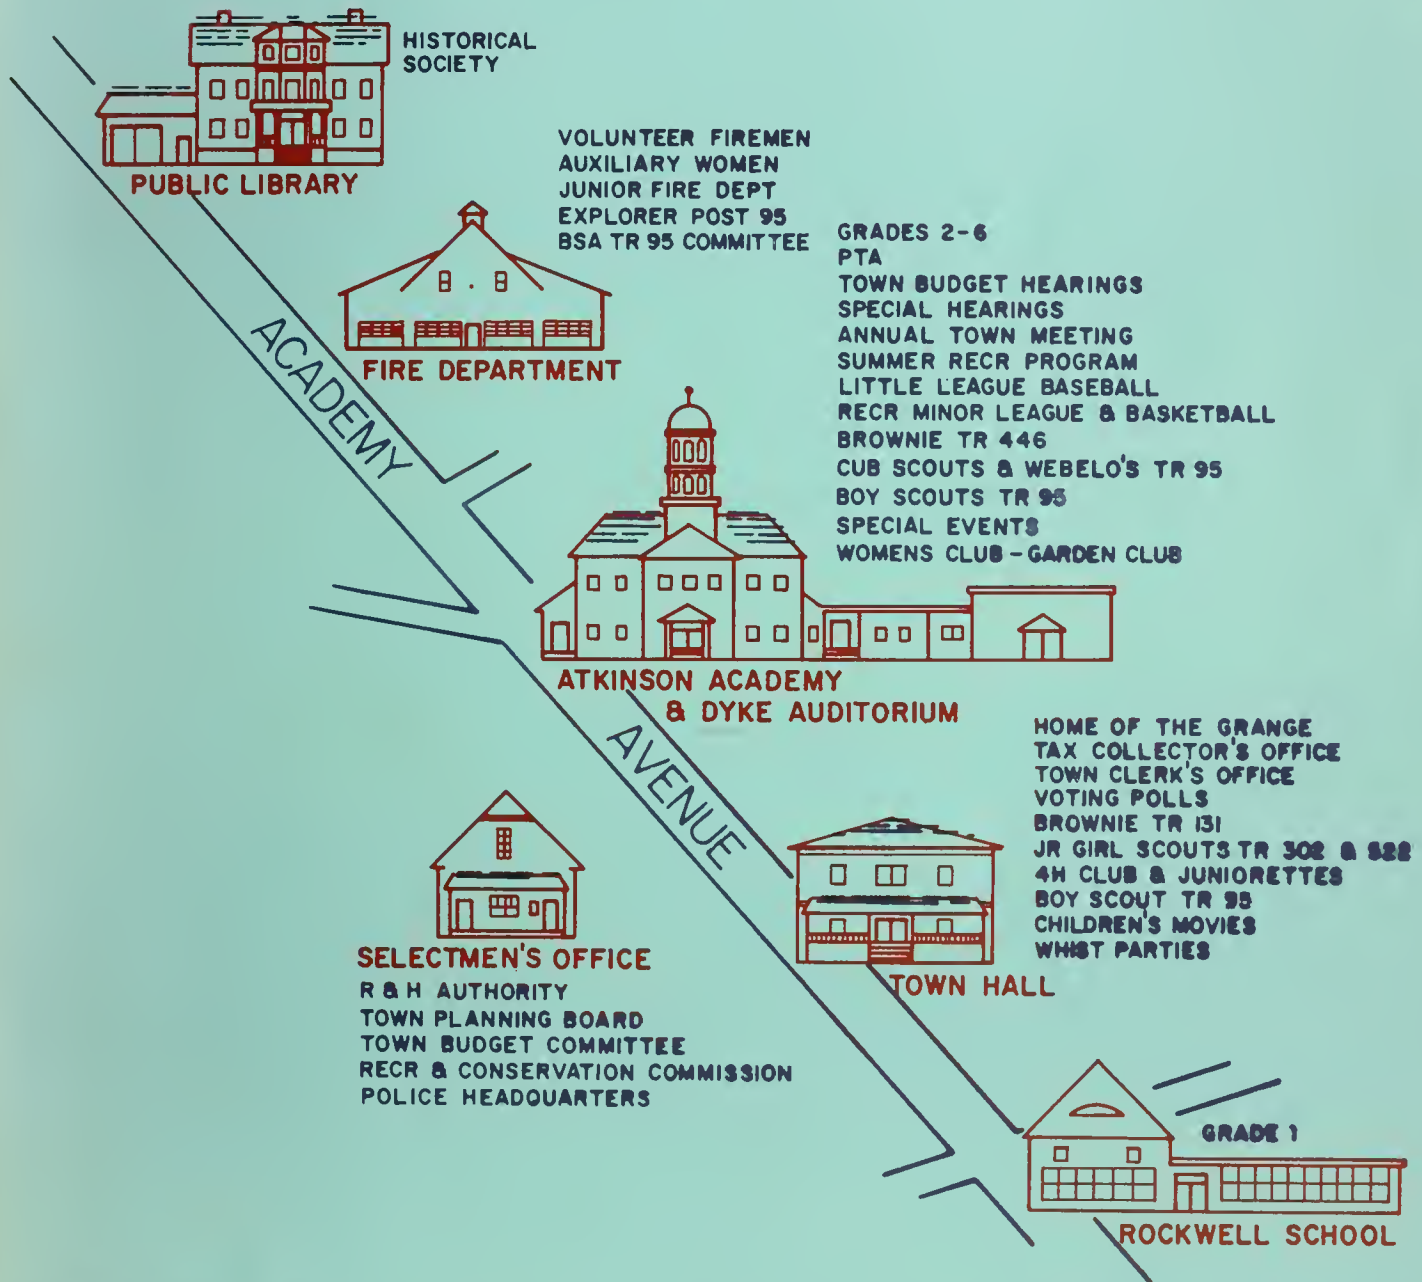 HISTORICAL
SOCIETY
PUBLIC LIBRARY
VOLUNTEER FIREMEN
AUXILIARY WOMEN
JUNIOR FIRE DEPT
EXPLORER POST 95
BSA TR 95 COMMITTEE
FIRE DEPARTMENT
GRADES 2-6
PTA
TOWN BUDGET HEARINGS
SPECIAL HEARINGS
ANNUAL TOWN MEETING
SUMMER RECR PROGRAM
LITTLE LEAGUE BASEBALL
RECR MINOR LEAGUE & BASKETBALL
BROWNIE TR 446
CUB SCOUTS & WEBELO'S TR 95
BOY SCOUTS TR 95
SPECIAL EVENTS
WOMENS CLUB - GARDEN CLUB
ATKINSON ACADEMY
& DYKE AUDITORIUM
ACADEMY
AVENUE
HOME OF THE GRANGE
TAX COLLECTOR'S OFFICE
TOWN CLERK'S OFFICE
VOTING POLLS
BROWNIE TR 131
JR GIRL SCOUTS TR 302 &
4H CLUB & JUNIORETTES
BOY SCOUT TR 95
CHILDREN'S MOVIES
WHIST PARTIES
TOWN HALL
SELECTMEN'S OFFICE
R & H AUTHORITY
TOWN PLANNING BOARD
TOWN BUDGET COMMITTEE
RECR & CONSERVATION COMMISSION
POLICE HEADQUARTERS
GRADE 1
ROCKWELL SCHOOL